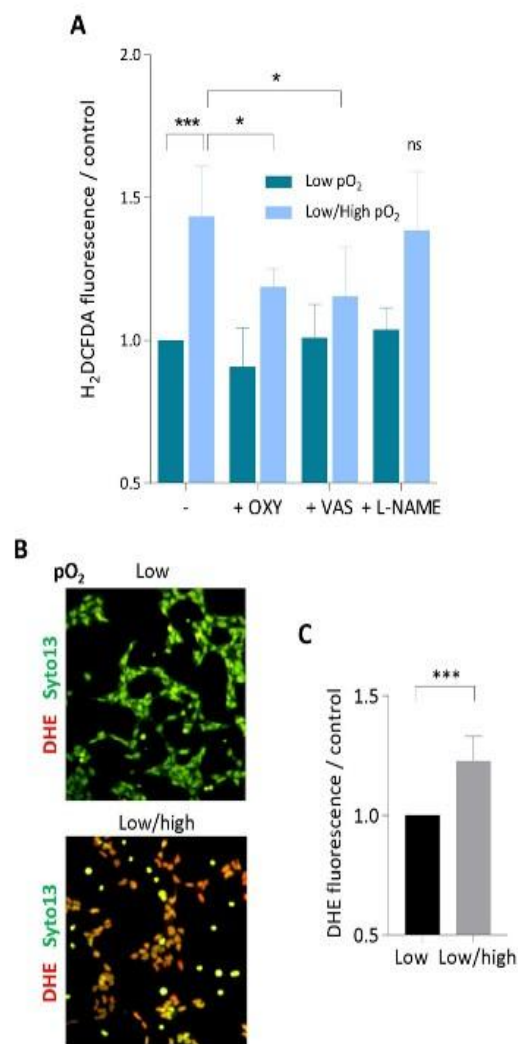 A
H₂DCFDA fluorescence / control
2.0
1.5
1.0
0.5
*
*** *
ns
Low pO₂
Low/High pO₂
- + OXY + VAS + L-NAME
B
pO₂ Low
DHE Syto13
Low/high
DHE Syto13
C
***
DHE fluorescence / control
1.5
1.0
0.5
Low Low/high